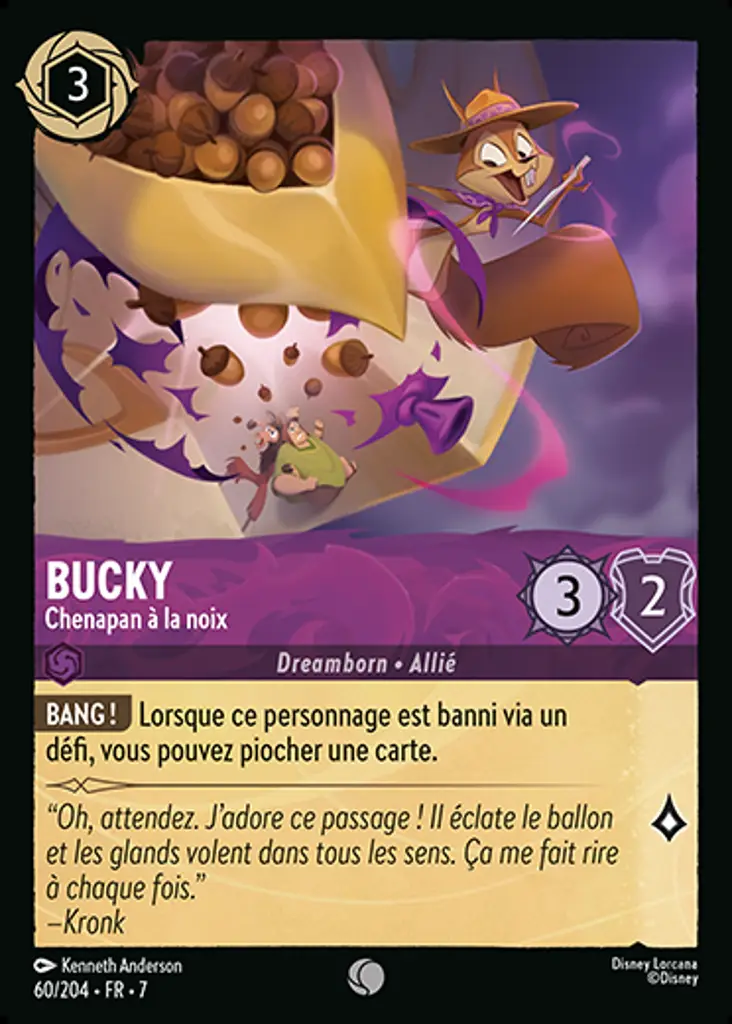 3
BUCKY
Chenapan à la noix
3
2
Dreamborn • Allié
BANG ! Lorsque ce personnage est banni via un
défi, vous pouvez piocher une carte.
“Oh, attendez. J’adore ce passage ! Il éclate le ballon
et les glands volent dans tous les sens. Ça me fait rire
à chaque fois.”
–Kronk
Kenneth Anderson
Disney Lorcana
60/204 • FR • 7
©Disney